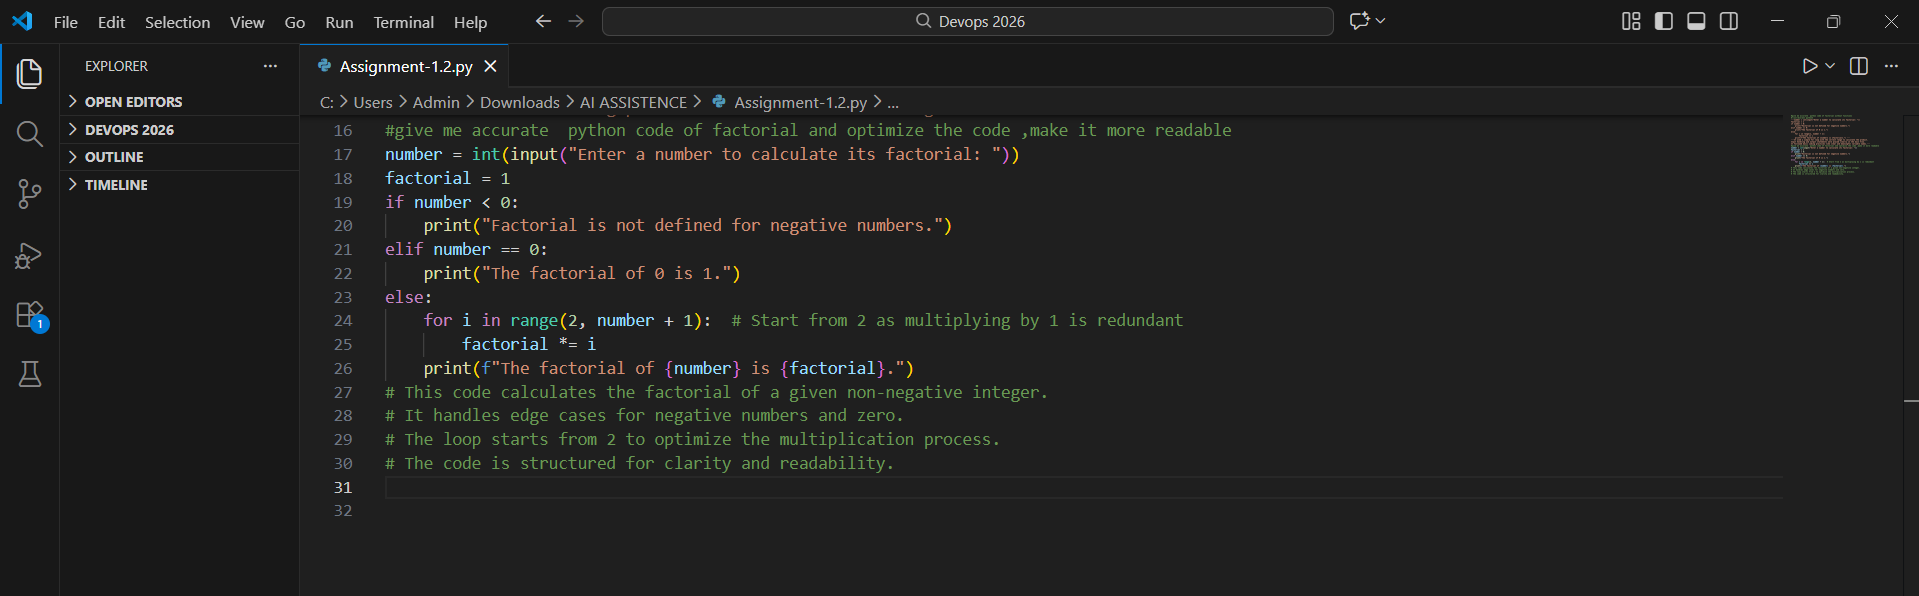 File Edit Selection View Go Run Terminal Help
Devops 2026
EXPLORER
Assignment-1.2.py
OPEN EDITORS
DEVOPS 2026
OUTLINE
TIMELINE
1
C: > Users > Admin > Downloads > AI ASSISTENCE > Assignment-1.2.py > ...
16 #give me accurate  python code of factorial and optimize the code ,make it more readable
17 number = int(input("Enter a number to calculate its factorial: "))
18 factorial = 1
19 if number < 0:
20     print("Factorial is not defined for negative numbers.")
21 elif number == 0:
22     print("The factorial of 0 is 1.")
23 else:
24     for i in range(2, number + 1):  # Start from 2 as multiplying by 1 is redundant
25         factorial *= i
26     print(f"The factorial of {number} is {factorial}.")
27 # This code calculates the factorial of a given non-negative integer.
28 # It handles edge cases for negative numbers and zero.
29 # The loop starts from 2 to optimize the multiplication process.
30 # The code is structured for clarity and readability.
31
32